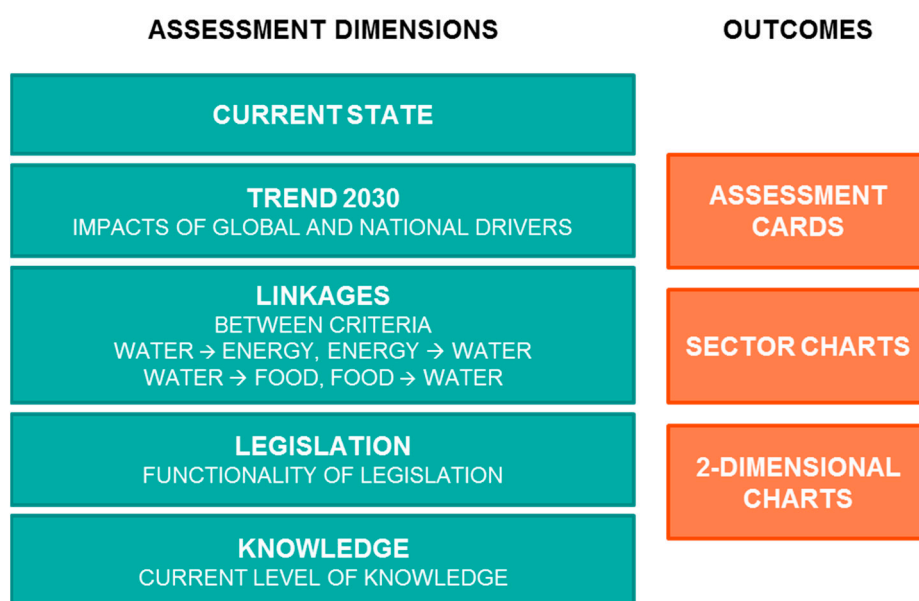 ASSESSMENT DIMENSIONS
CURRENT STATE
TREND 2030
IMPACTS OF GLOBAL AND NATIONAL DRIVERS
LINKAGES
BETWEEN CRITERIA
WATER → ENERGY, ENERGY → WATER
WATER → FOOD, FOOD → WATER
LEGISLATION
FUNCTIONALITY OF LEGISLATION
KNOWLEDGE
CURRENT LEVEL OF KNOWLEDGE
OUTCOMES
ASSESSMENT
CARDS
SECTOR CHARTS
2-DIMENSIONAL
CHARTS